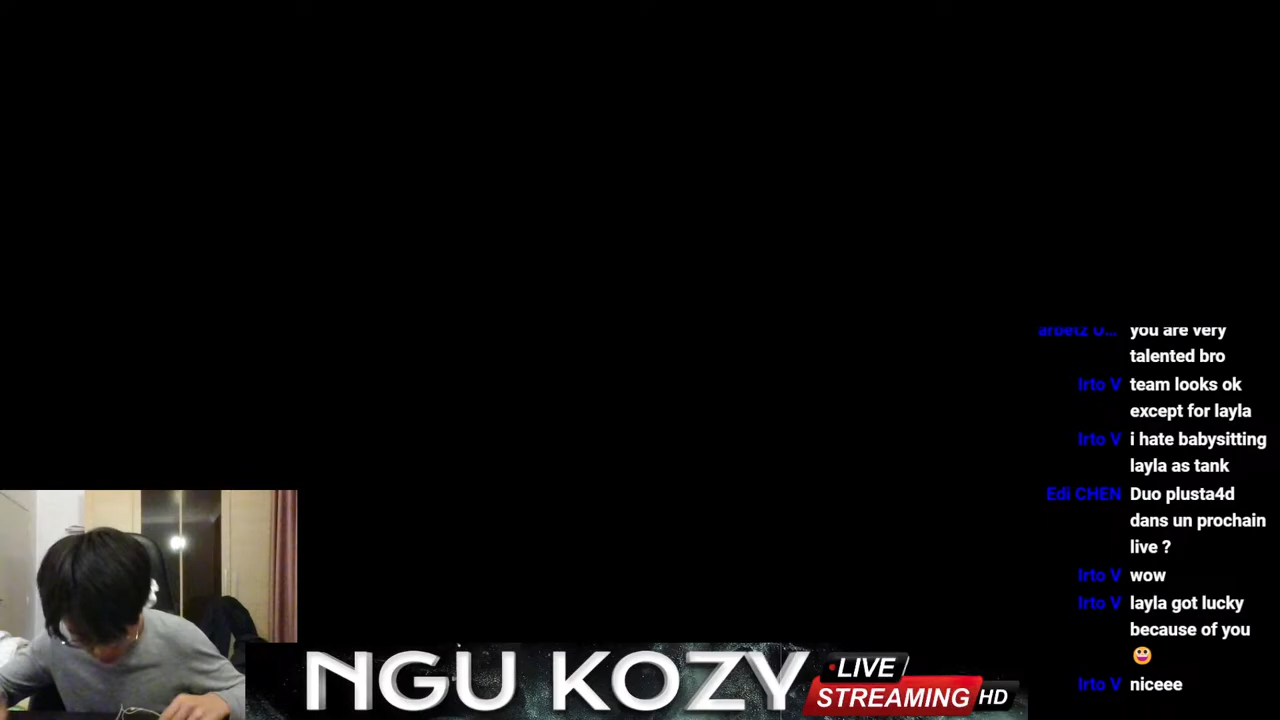 you are very
talented bro
Irto V team looks ok
except for layla
Irto V i hate babysitting
layla as tank
Edi CHEN Duo plusta4d
dans un prochain
live ?
Irto V wow
Irto V layla got lucky
because of you
😀
Irto V niceee
NGU KOZY LIVE
STREAMING HD